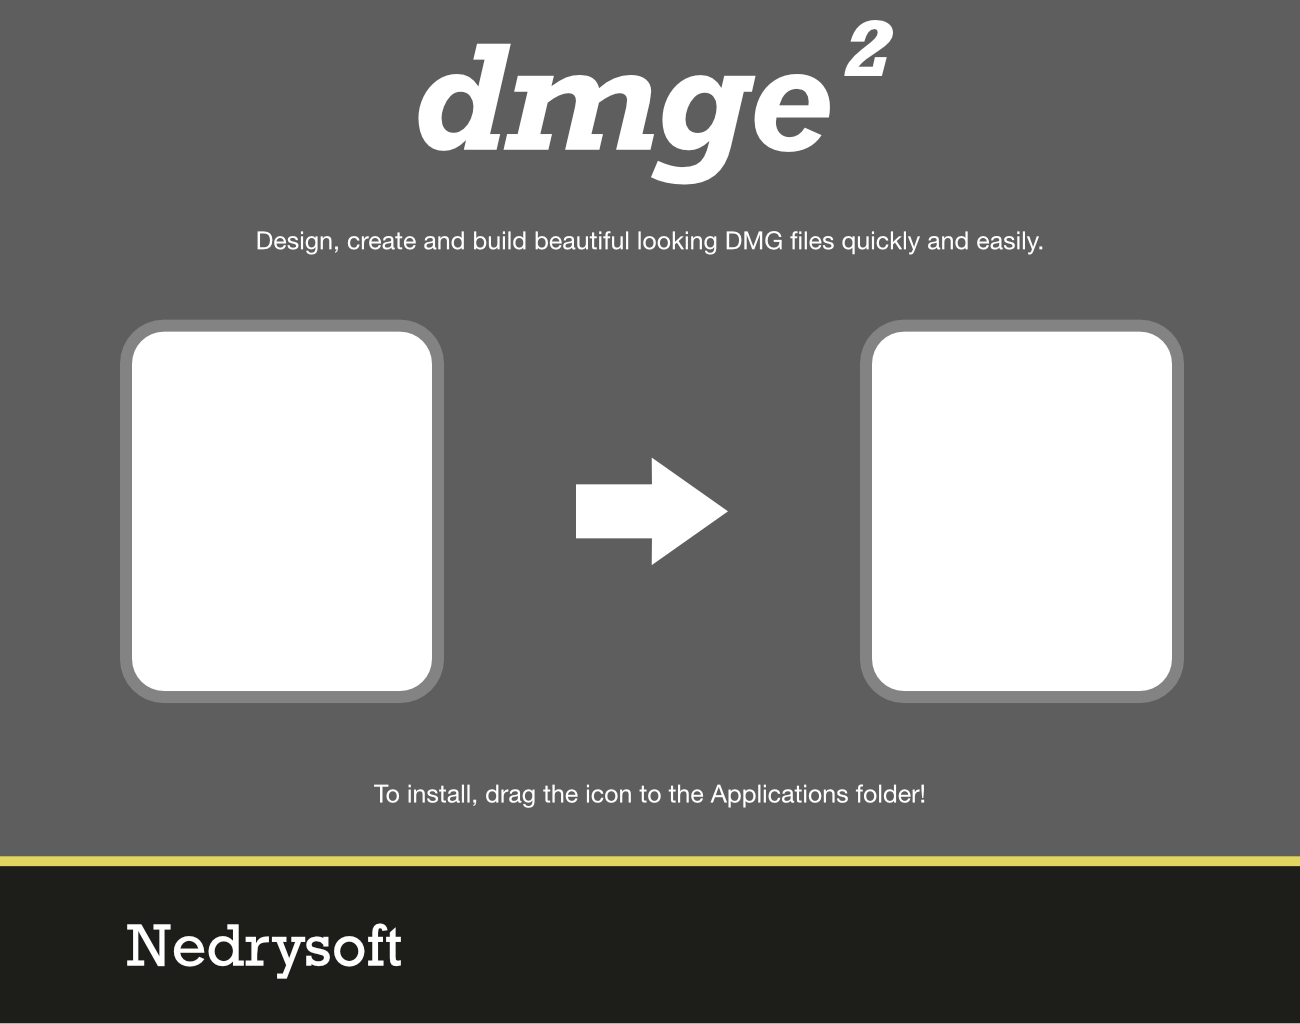 dmge²
Design, create and build beautiful looking DMG files quickly and easily.
To install, drag the icon to the Applications folder!
Nedrysoft